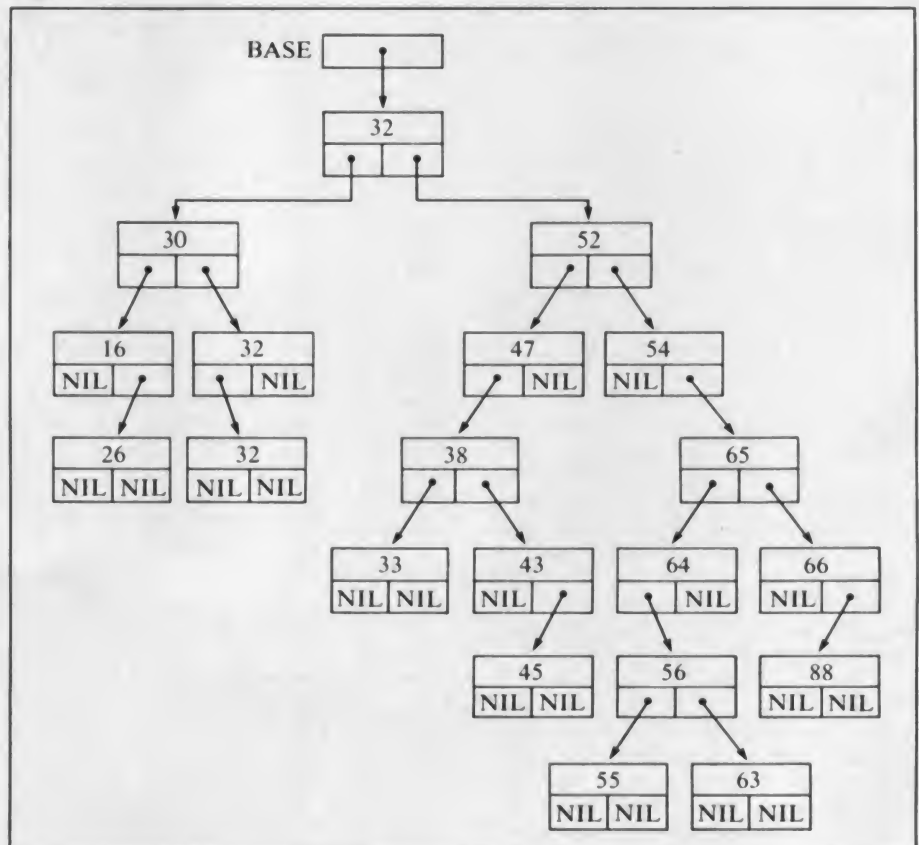 BASE
32
30 52
16 32 47 54
NIL NIL NIL NIL
26 32 38 65
NIL NIL NIL NIL
33 43 64 66
NIL NIL NIL NIL NIL
45 56 88
NIL NIL NIL NIL
55 63
NIL NIL NIL NIL